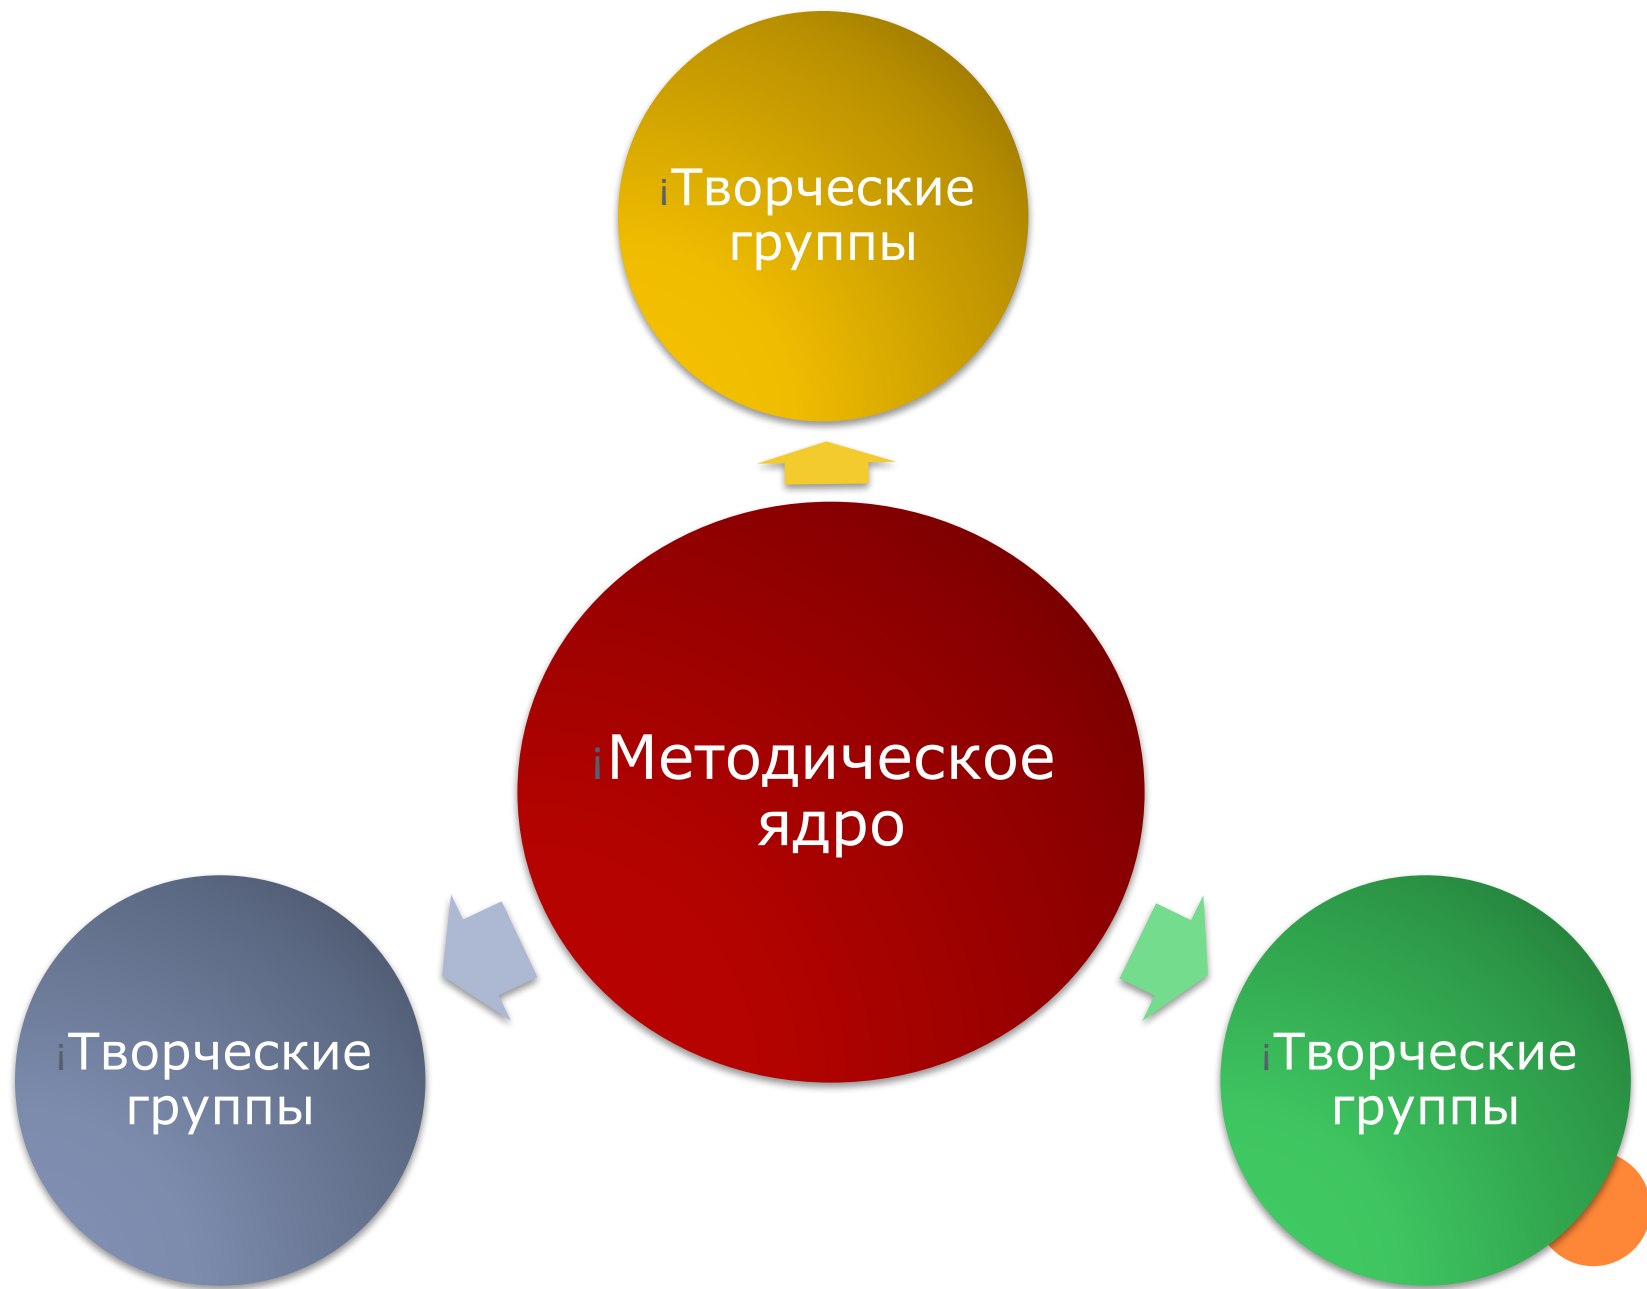 ¡Творческие
группы
¡Методическое
ядро
¡Творческие
группы
¡Творческие
группы